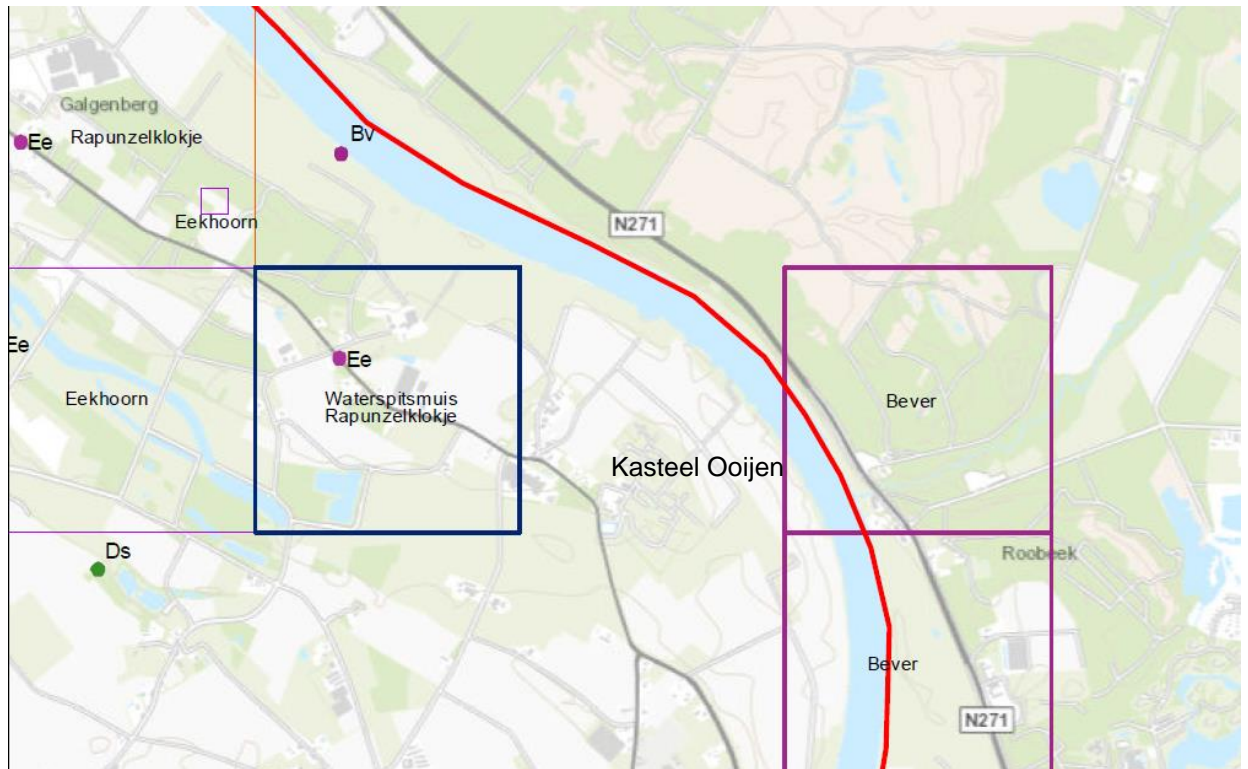 Galgenberg
Rapunzelklokje
Ee
Bv
Eekhoorn
N271
Ee
Ee
Eekhoorn
Waterspitsmuis
Rapunzelklokje
Bever
Kasteel Ooijen
Ds
Roobeek
Bever
N271